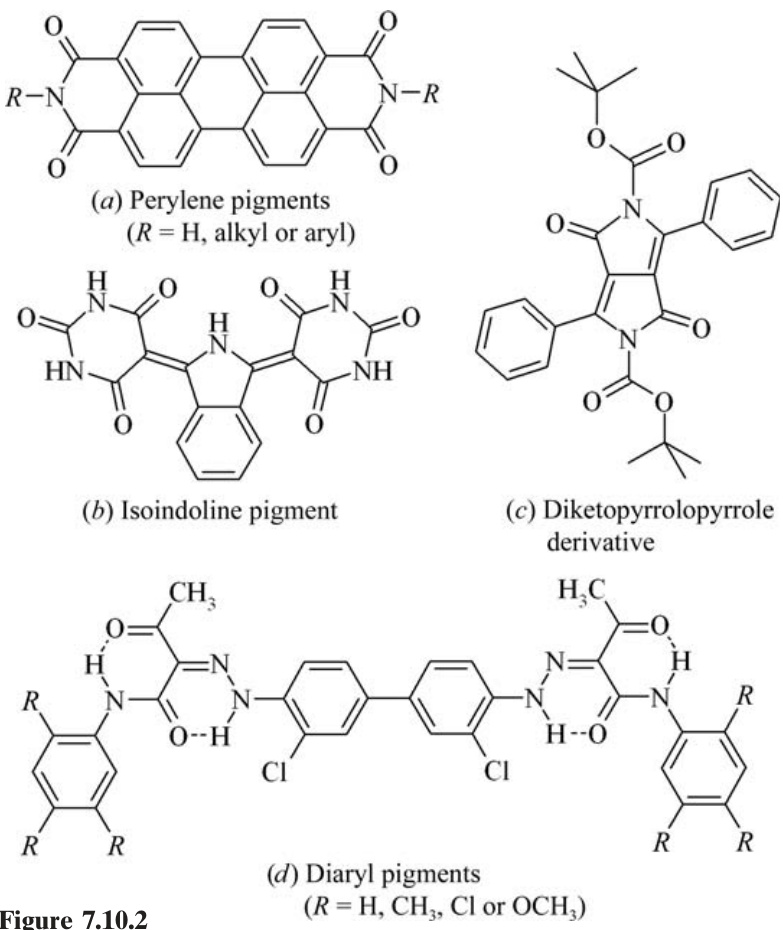 O O
R–N N–R
O O
(a) Perylene pigments
(R = H, alkyl or aryl)
H O O H
N H N
O N O
HN NH
O O
(b) Isoindoline pigment
O O
N
O
O
N
O O
(c) Diketopyrrolopyrrole
derivative
CH₃ H₃C
O O
H N N H
R N N N N R
O H H O
Cl Cl
R R R R
(d) Diaryl pigments
(R = H, CH₃, Cl or OCH₃)
Figure 7.10.2